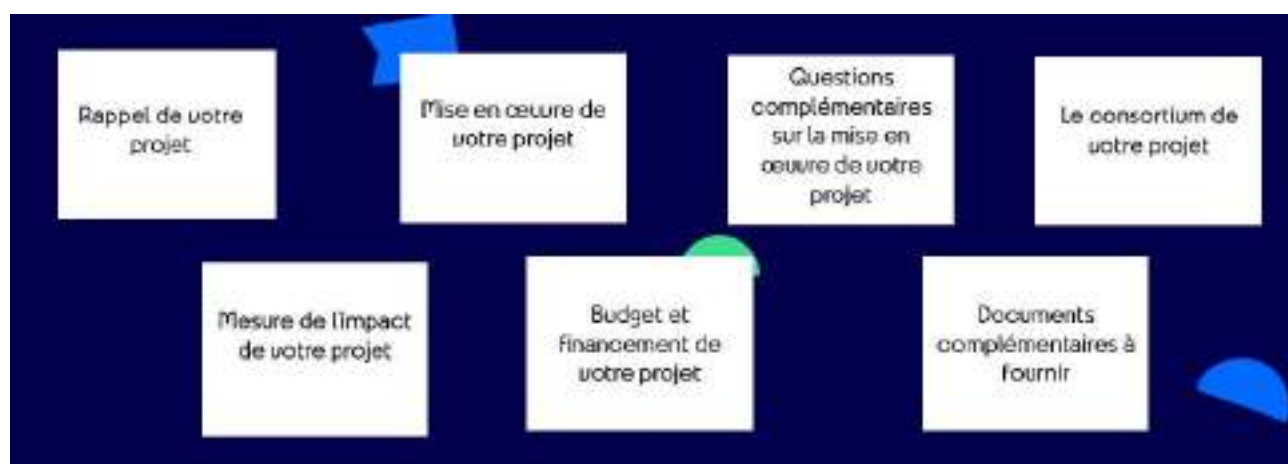 Rappel de votre
projet
Mise en œuvre de
votre projet
Questions
complémentaires
sur la mise en
œuvre de votre
projet
Le consortium de
votre projet
Mesure de l'impact
de votre projet
Budget et
financement de
votre projet
Documents
complémentaires à
fournir